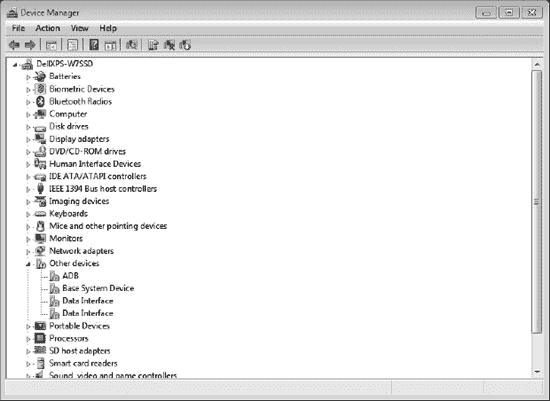 Device Manager
File Action View Help
DellXPS-W7SSD
Batteries
Biometric Devices
Bluetooth Radios
Computer
Disk drives
Display adapters
DVD/CD-ROM drives
Human Interface Devices
IDE ATA/ATAPI controllers
IEEE 1394 Bus host controllers
Imaging devices
Keyboards
Mice and other pointing devices
Monitors
Network adapters
Other devices
ADB
Base System Device
Data Interface
Data Interface
Portable Devices
Processors
SD host adapters
Smart card readers
Sound, video and game controllers